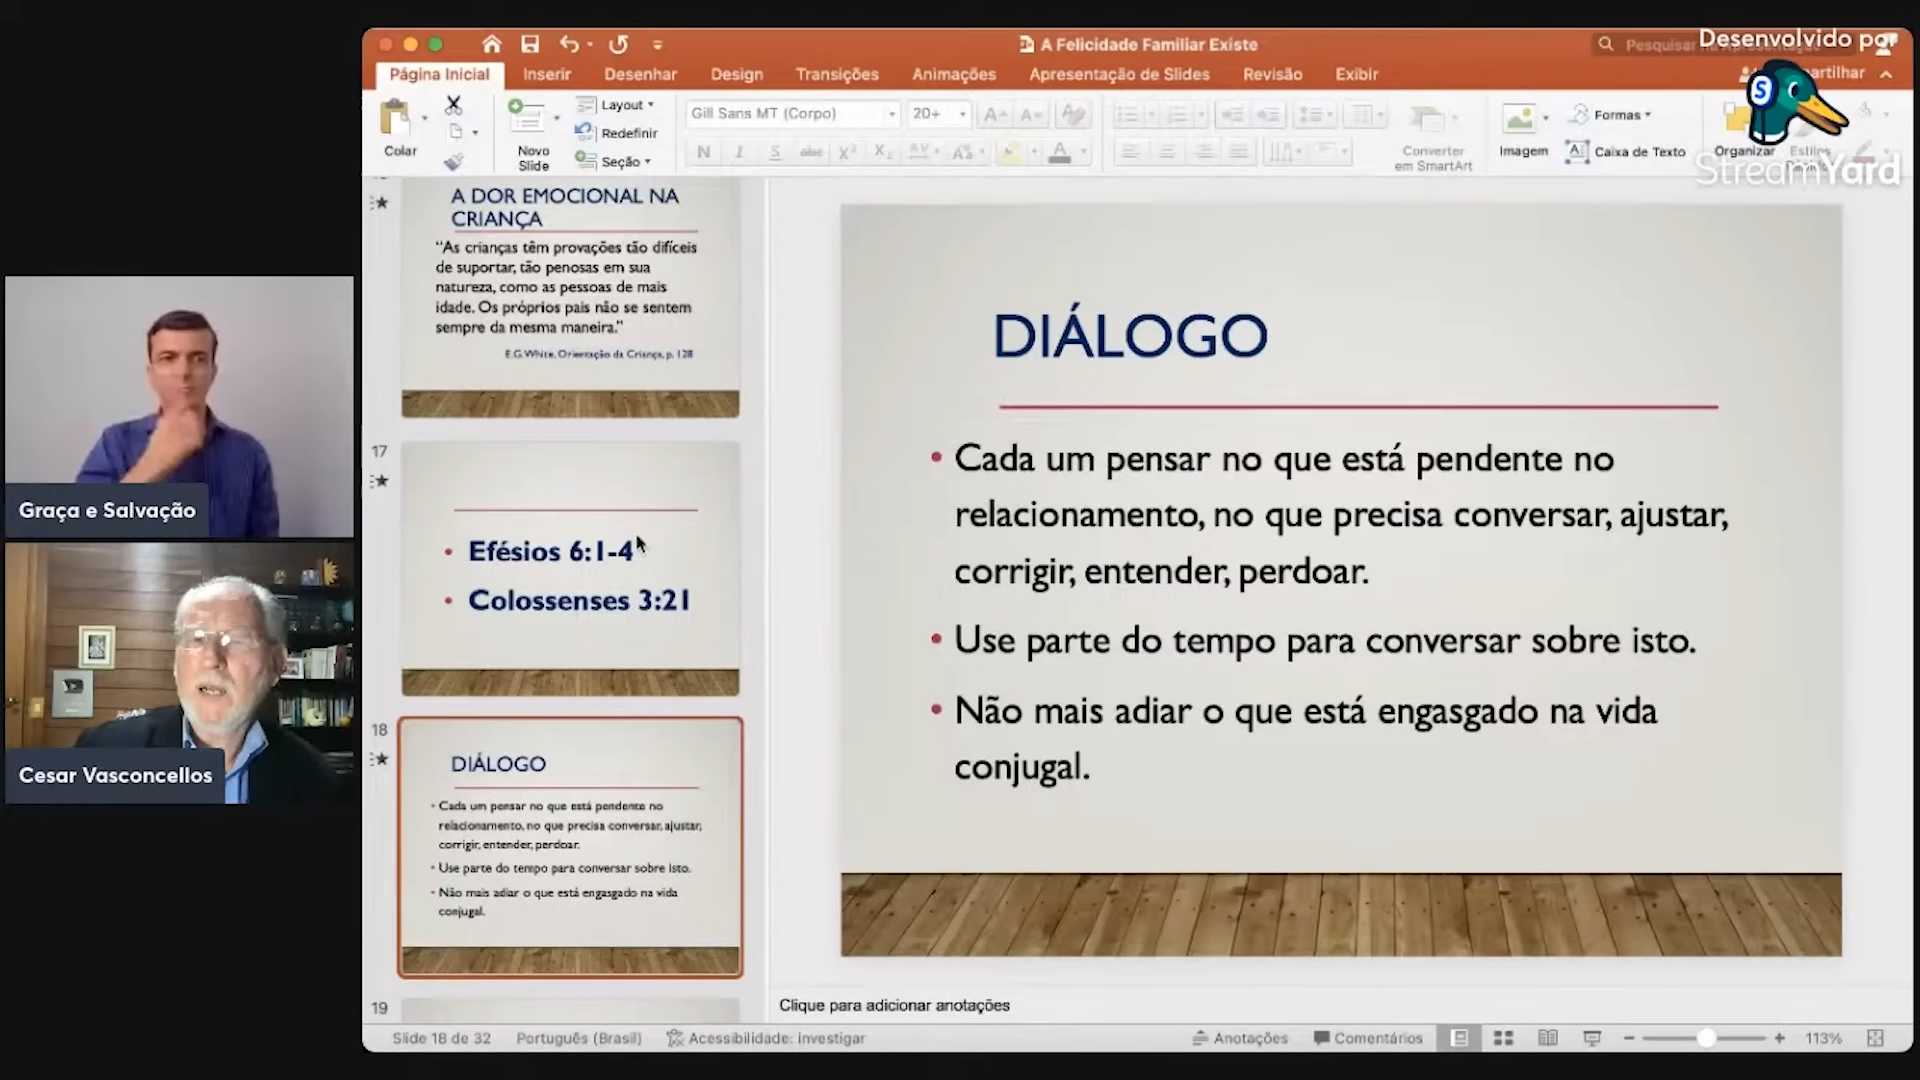 A Felicidade Familiar Existe
Desenvolvido por
StreamYard
Página Inicial
Inserir
Desenhar
Design
Transições
Animações
Apresentação de Slides
Revisão
Exibir
Colar
Novo
Slide
Layout
Redefinir
Seção
Gill Sans MT (Corpo)
20+
Converter
em SmartArt
Imagem
Formas
Caixa de Texto
Organizar
A DOR EMOCIONAL NA
CRIANÇA
“As crianças têm provações tão difíceis
de suportar, tão penosas em sua
natureza, como as pessoas de mais
idade. Os próprios pais não se sentem
sempre da mesma maneira.”
E.G. White, Orientação da Criança, p. 128
17
• Efésios 6:1-4
• Colossenses 3:21
18
DIÁLOGO
• Cada um pensar no que está pendente no
relacionamento, no que precisa conversar, ajustar,
corrigir, entender, perdoar.
• Use parte do tempo para conversar sobre isto.
• Não mais adiar o que está engasgado na vida
conjugal.
19
DIÁLOGO
• Cada um pensar no que está pendente no
relacionamento, no que precisa conversar, ajustar,
corrigir, entender, perdoar.
• Use parte do tempo para conversar sobre isto.
• Não mais adiar o que está engasgado na vida
conjugal.
Graça e Salvação
Cesar Vasconcellos
Clique para adicionar anotações
Slide 18 de 32
Português (Brasil)
Acessibilidade: investigar
Anotações
Comentários
113%